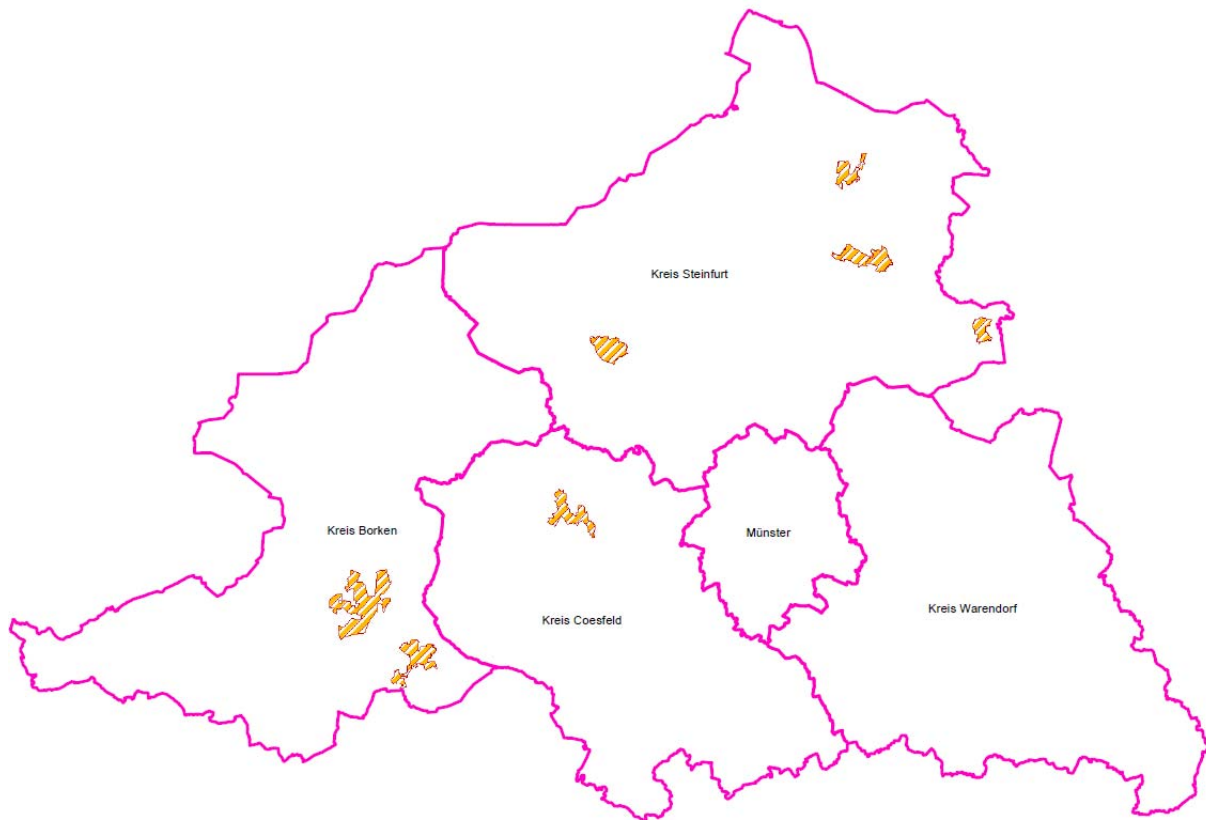 Kreis Steinfurt
Kreis Borken
Münster
Kreis Coesfeld
Kreis Warendorf